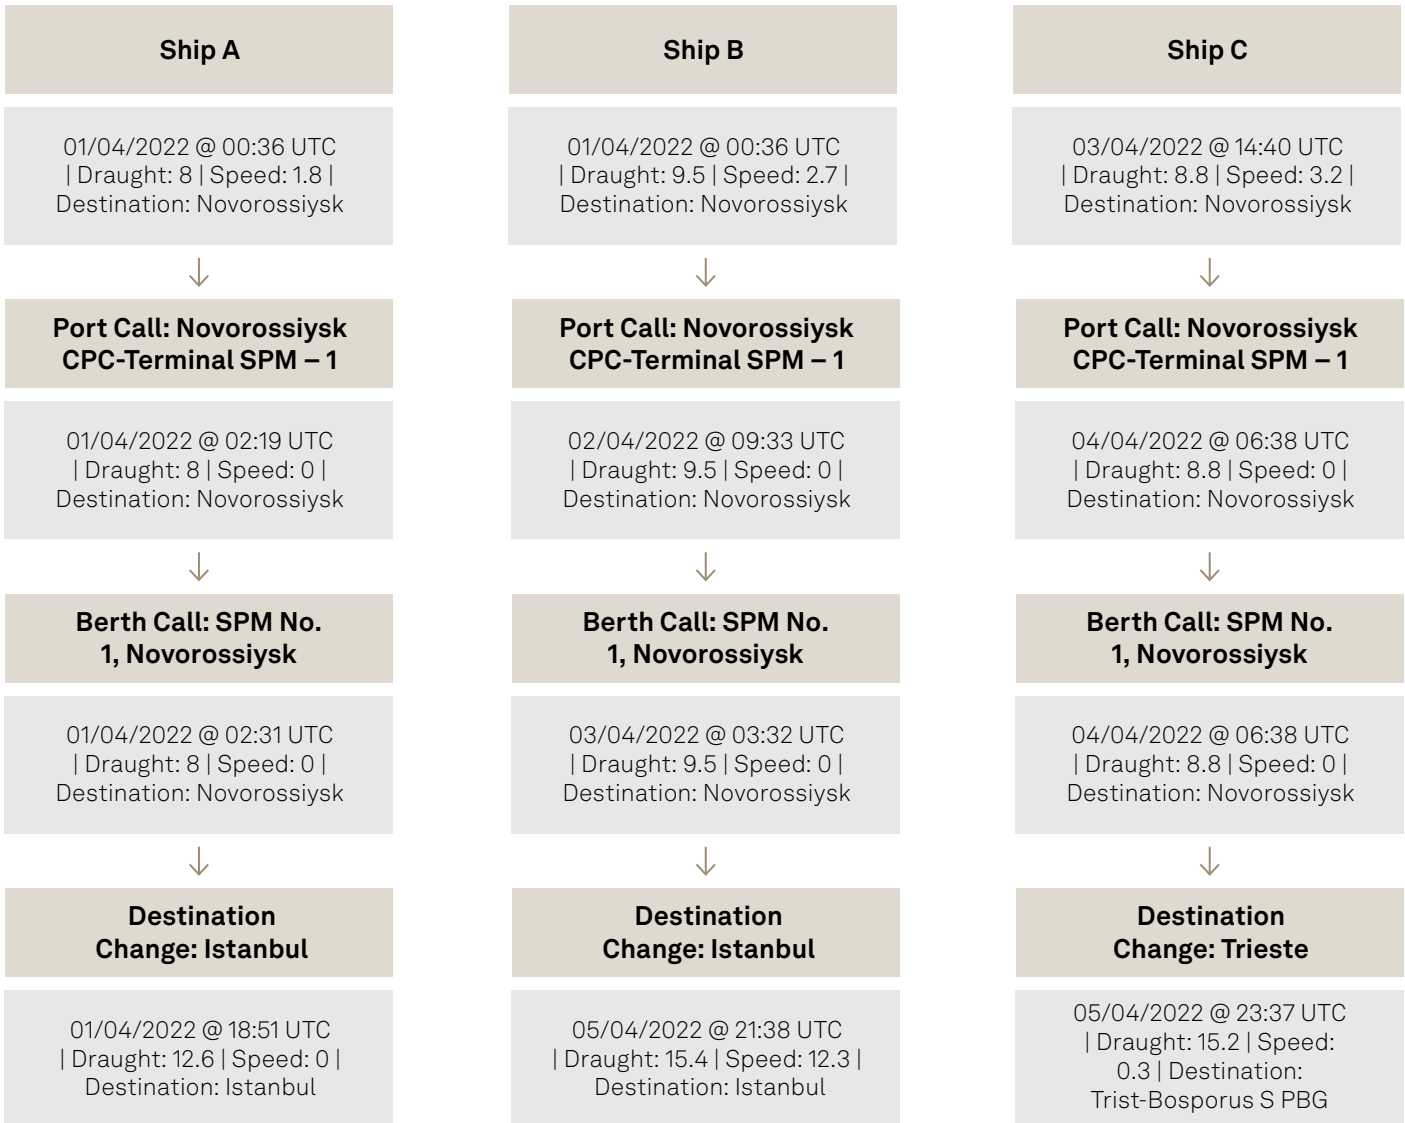 Ship A
01/04/2022 @ 00:36 UTC
| Draught: 8 | Speed: 1.8 |
Destination: Novorossiysk
Port Call: Novorossiysk
CPC-Terminal SPM – 1
01/04/2022 @ 02:19 UTC
| Draught: 8 | Speed: 0 |
Destination: Novorossiysk
Berth Call: SPM No.
1, Novorossiysk
01/04/2022 @ 02:31 UTC
| Draught: 8 | Speed: 0 |
Destination: Novorossiysk
Destination
Change: Istanbul
01/04/2022 @ 18:51 UTC
| Draught: 12.6 | Speed: 0 |
Destination: Istanbul
Ship B
01/04/2022 @ 00:36 UTC
| Draught: 9.5 | Speed: 2.7 |
Destination: Novorossiysk
Port Call: Novorossiysk
CPC-Terminal SPM – 1
02/04/2022 @ 09:33 UTC
| Draught: 9.5 | Speed: 0 |
Destination: Novorossiysk
Berth Call: SPM No.
1, Novorossiysk
03/04/2022 @ 03:32 UTC
| Draught: 9.5 | Speed: 0 |
Destination: Novorossiysk
Destination
Change: Istanbul
05/04/2022 @ 21:38 UTC
| Draught: 15.4 | Speed: 12.3 |
Destination: Istanbul
Ship C
03/04/2022 @ 14:40 UTC
| Draught: 8.8 | Speed: 3.2 |
Destination: Novorossiysk
Port Call: Novorossiysk
CPC-Terminal SPM – 1
04/04/2022 @ 06:38 UTC
| Draught: 8.8 | Speed: 0 |
Destination: Novorossiysk
Berth Call: SPM No.
1, Novorossiysk
04/04/2022 @ 06:38 UTC
| Draught: 8.8 | Speed: 0 |
Destination: Novorossiysk
Destination
Change: Trieste
05/04/2022 @ 23:37 UTC
| Draught: 15.2 | Speed:
0.3 | Destination:
Trist-Bosporus S PBG